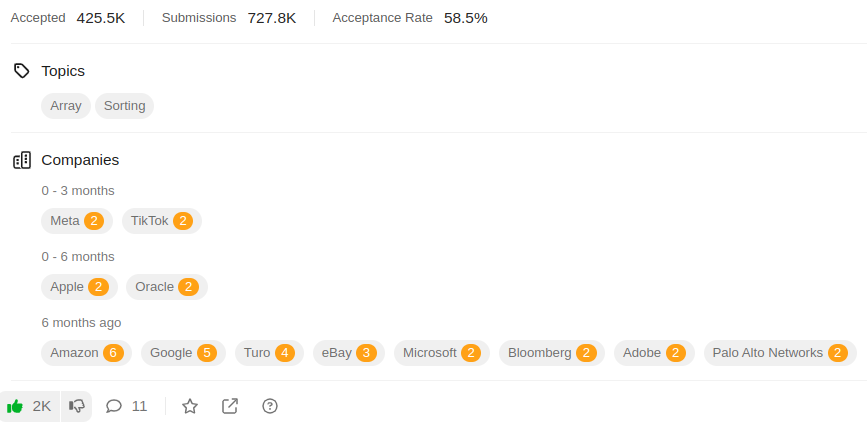 Accepted 425.5K Submissions 727.8K Acceptance Rate 58.5%
Topics
Array Sorting
Companies
0 - 3 months
Meta 2 TikTok 2
0 - 6 months
Apple 2 Oracle 2
6 months ago
Amazon 6 Google 5 Turo 4 eBay 3 Microsoft 2 Bloomberg 2 Adobe 2 Palo Alto Networks 2
2K 11